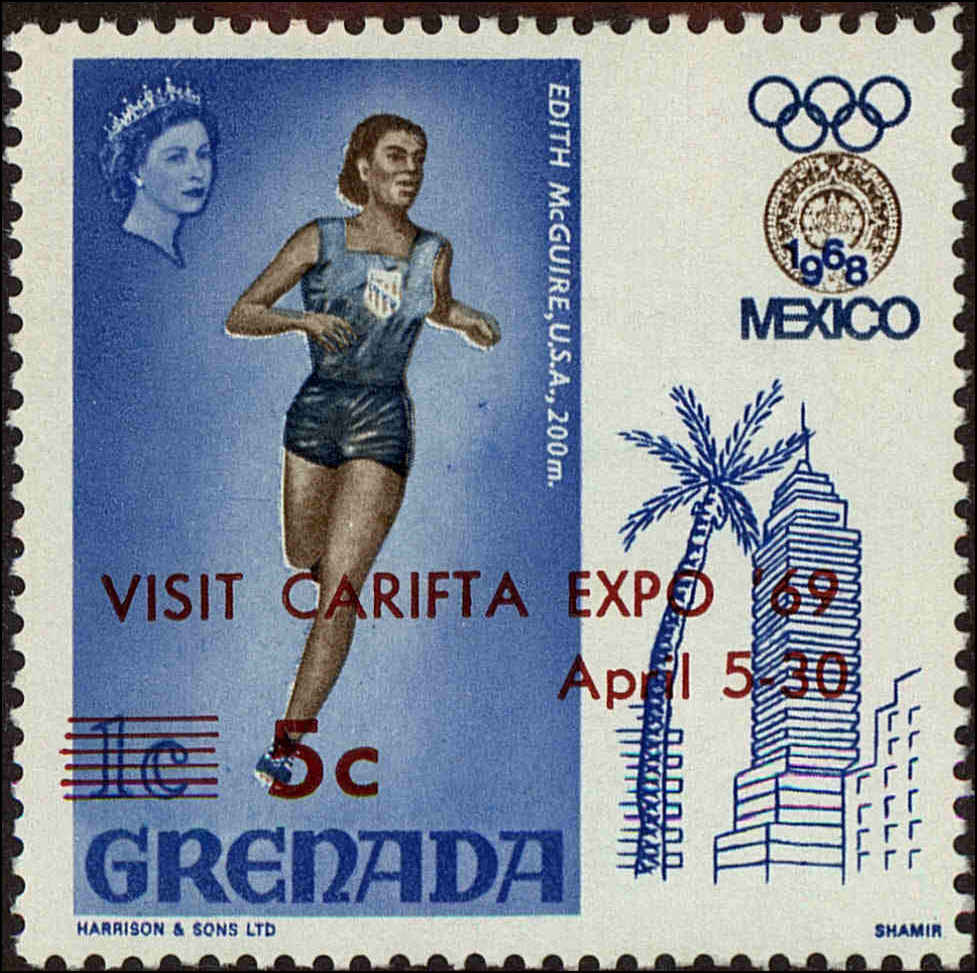 EDITH McGUIRE, U.S.A., 200m.
1968
MEXICO
VISIT CARIFTA EXPO '69
April 5-30
1c
5c
GRENADA
HARRISON & SONS LTD
SHAMIR